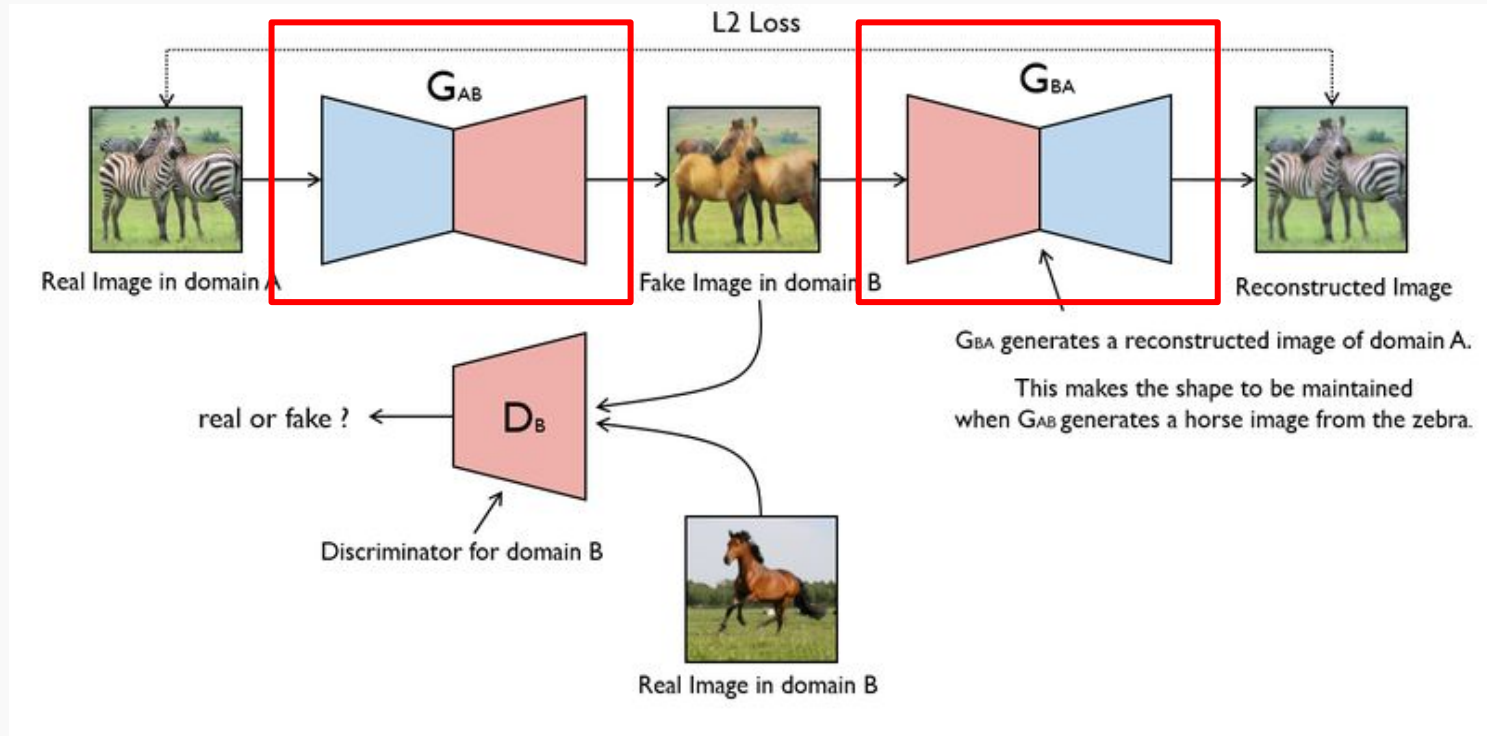 L2 Loss
GAB
GBA
Real Image in domain A
Fake Image in domain B
Reconstructed Image
GBA generates a reconstructed image of domain A.
This makes the shape to be maintained
when GAB generates a horse image from the zebra.
real or fake ?
DB
Discriminator for domain B
Real Image in domain B